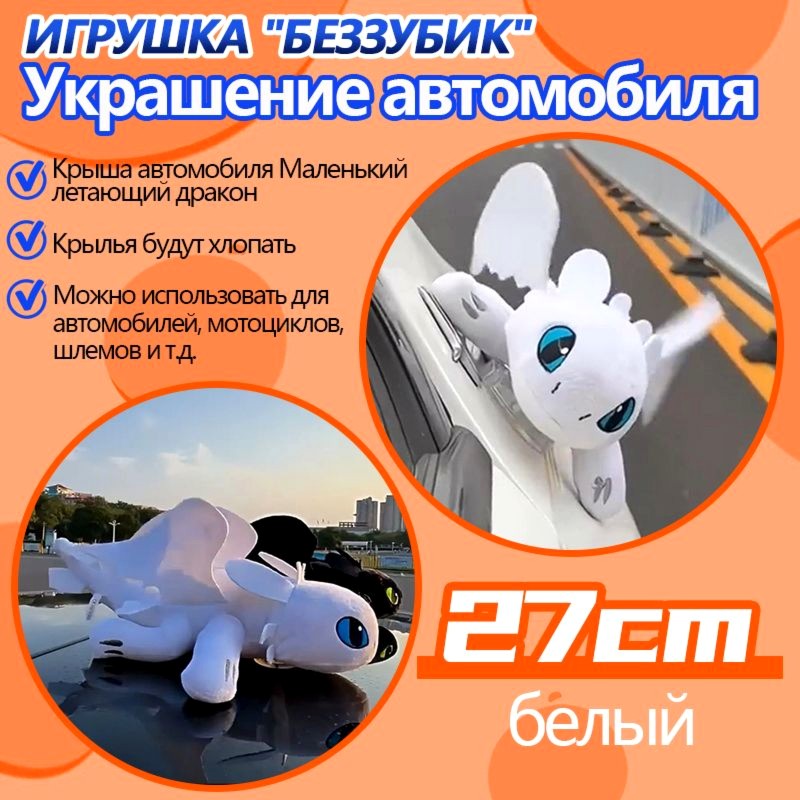 ИГРУШКА "БЕЗЗУБИК"
Украшение автомобиля
Крыша автомобиля Маленький
летающий дракон
Крылья будут хлопать
Можно использовать для
автомобилей, мотоциклов,
шлемов и т.д.
27cm
белый